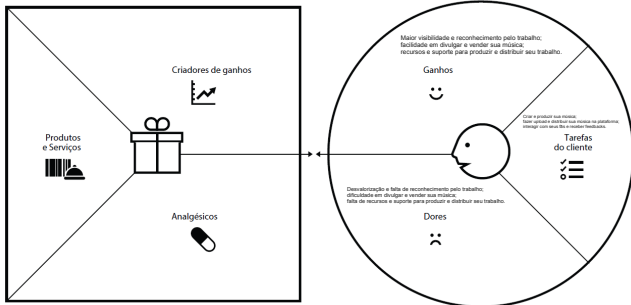 Criadores de ganhos
Produtos
e Serviços
Analgésicos
Maior visibilidade e reconhecimento pelo trabalho;
facilidade em divulgar e vender sua música;
recursos e suporte para produzir e distribuir seu trabalho.
Ganhos
Criar e produzir sua música;
fazer upload e distribuir sua música na plataforma;
interagir com seus fãs e receber feedbacks.
Tarefas
do cliente
Desvalorização e falta de reconhecimento pelo trabalho;
dificuldade em divulgar e vender sua música;
falta de recursos e suporte para produzir e distribuir seu trabalho.
Dores